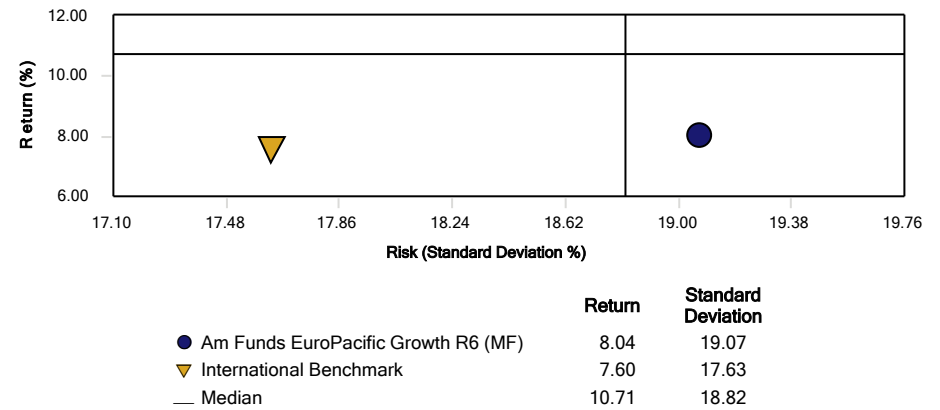 12.00
10.00
8.00
6.00
Return (%)
17.10 17.48 17.86 18.24 18.62 19.00 19.38 19.76
Risk (Standard Deviation %)
Return Standard Deviation
Am Funds EuroPacific Growth R6 (MF) 8.04 19.07
International Benchmark 7.60 17.63
Median 10.71 18.82